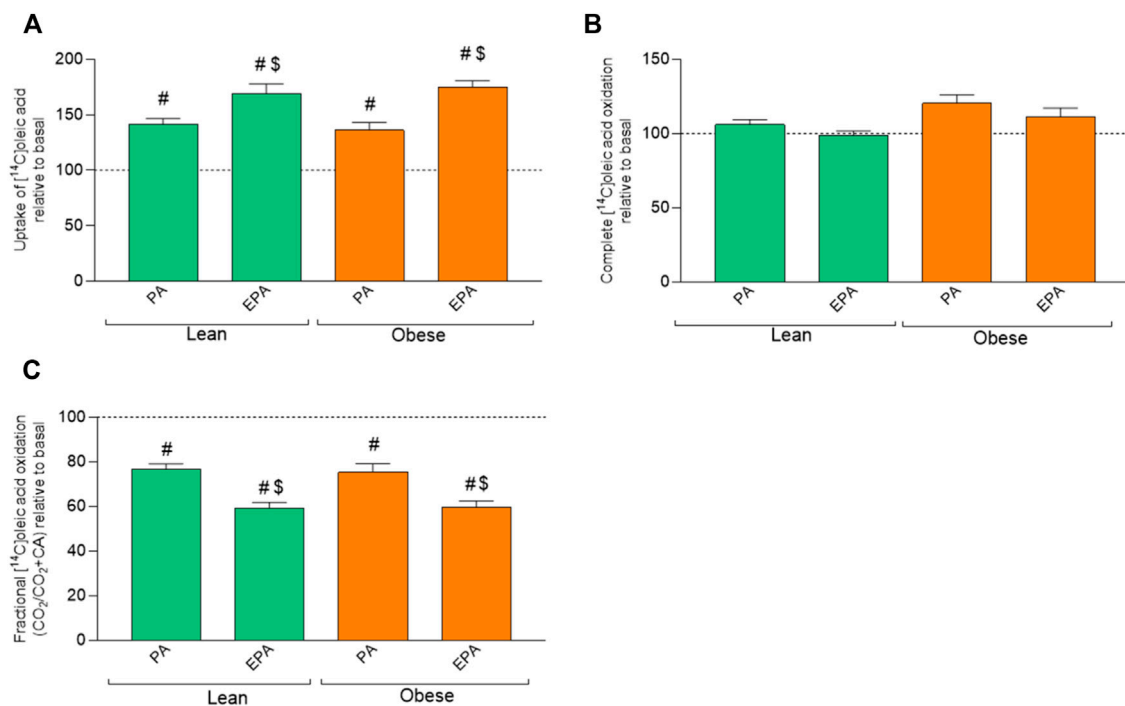 A
Uptake of [¹⁴C]oleic acid
relative to basal
200
150
100
50
0
# 
# $
#
# $
PA
EPA
PA
EPA
Lean
Obese
B
Complete [¹⁴C]oleic acid oxidation
relative to basal
150
100
50
0
PA
EPA
PA
EPA
Lean
Obese
C
Fractional [¹⁴C]oleic acid oxidation
(CO₂/CO₂+CA) relative to basal
100
80
60
40
20
0
#
# $
#
# $
PA
EPA
PA
EPA
Lean
Obese